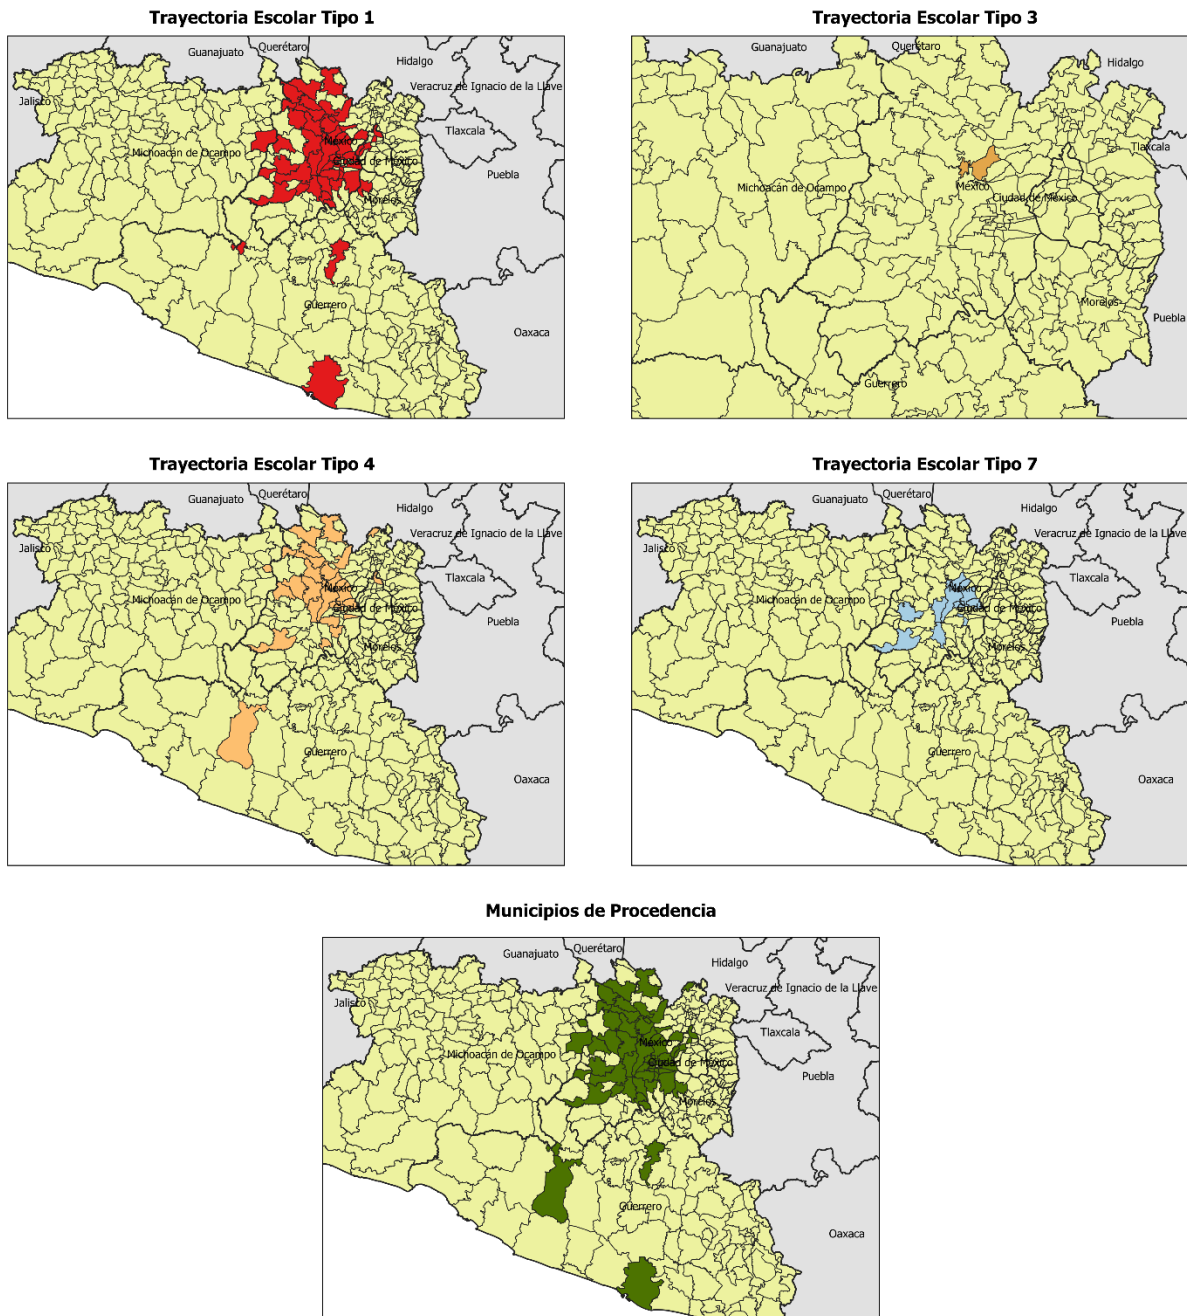 Trayectoria Escolar Tipo 1
Guanajuato
Querétaro
Hidalgo
Veracruz de Ignacio de la Llave
Jalisco
Tlaxcala
México
Michoacán de Ocampo
Ciudad de México
Puebla
Morelos
Guerrero
Oaxaca
Trayectoria Escolar Tipo 3
Guanajuato
Querétaro
Hidalgo
Tlaxcala
México
Michoacán de Ocampo
Ciudad de México
Morelos
Puebla
Guerrero
Trayectoria Escolar Tipo 4
Guanajuato
Querétaro
Hidalgo
Veracruz de Ignacio de la Llave
Jalisco
Tlaxcala
México
Michoacán de Ocampo
Ciudad de México
Puebla
Morelos
Guerrero
Oaxaca
Trayectoria Escolar Tipo 7
Guanajuato
Querétaro
Hidalgo
Veracruz de Ignacio de la Llave
Jalisco
Tlaxcala
México
Michoacán de Ocampo
Ciudad de México
Puebla
Morelos
Guerrero
Oaxaca
Municipios de Procedencia
Guanajuato
Querétaro
Hidalgo
Veracruz de Ignacio de la Llave
Jalisco
Tlaxcala
México
Michoacán de Ocampo
Ciudad de México
Puebla
Morelos
Guerrero
Oaxaca